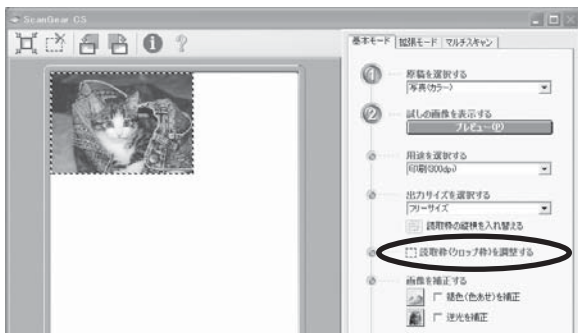 ScanGear CS
基本モード 拡張モード マルチスキャン
① 原稿を選択する
写真(カラー)
② 試しの画像を表示する
プレビュー(P)
③ 用途を選択する
印刷(300dpi)
④ 出力サイズを選択する
フリーサイズ
読取枠の縦横を入れ替える
⑤ 読取枠(クロップ枠)を調整する
⑥ 画像を補正する
褪色(色あせ)を補正
逆光を補正